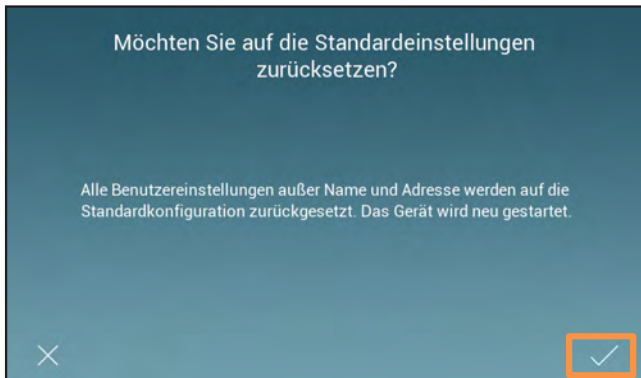 Möchten Sie auf die Standardeinstellungen
zurücksetzen?
Alle Benutzereinstellungen außer Name und Adresse werden auf die
Standardkonfiguration zurückgesetzt. Das Gerät wird neu gestartet.